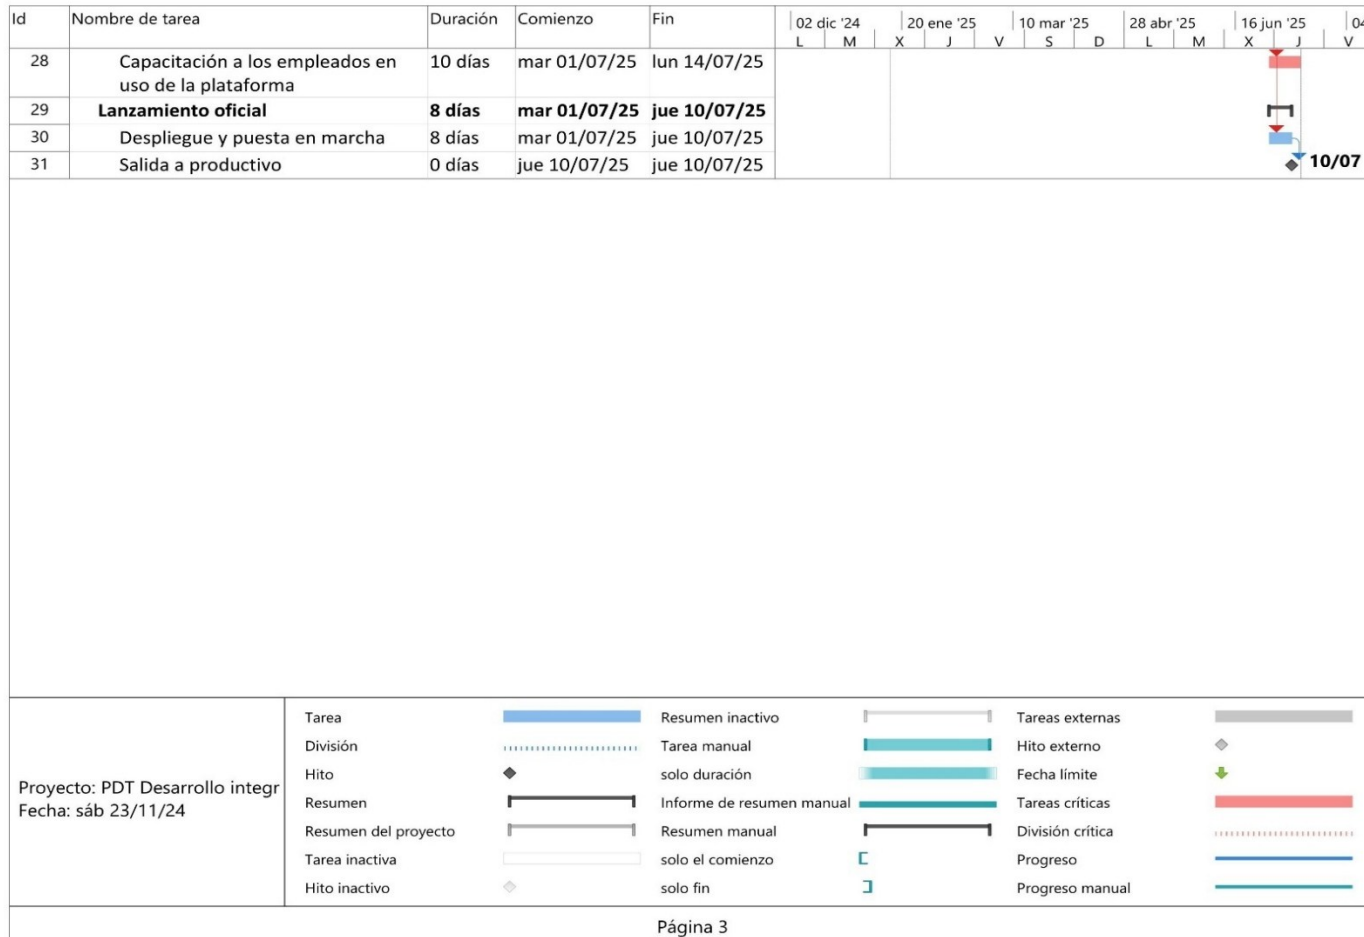 Id Nombre de tarea Duración Comienzo Fin 02 dic '24 20 ene '25 10 mar '25 28 abr '25 16 jun '25 04
L M X J V S D L M X J V
28 Capacitación a los empleados en uso de la plataforma 10 días mar 01/07/25 lun 14/07/25
29 Lanzamiento oficial 8 días mar 01/07/25 jue 10/07/25
30 Despliegue y puesta en marcha 8 días mar 01/07/25 jue 10/07/25
31 Salida a productivo 0 días jue 10/07/25 jue 10/07/25 10/07
Proyecto: PDT Desarrollo integr
Fecha: sáb 23/11/24
Tarea Resumen inactivo Tareas externas
División Tarea manual Hito externo
Hito solo duración Fecha límite
Resumen Informe de resumen manual Tareas críticas
Resumen del proyecto Resumen manual División crítica
Tarea inactiva solo el comienzo Progreso
Hito inactivo solo fin Progreso manual
Página 3